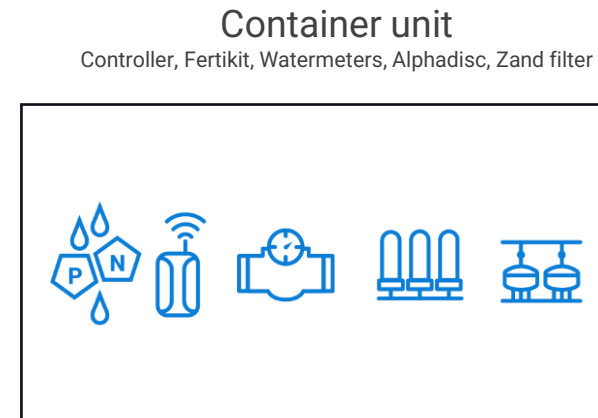 Container unit
Controller, Fertikit, Watermeters, Alphadisc, Zand filter
P N